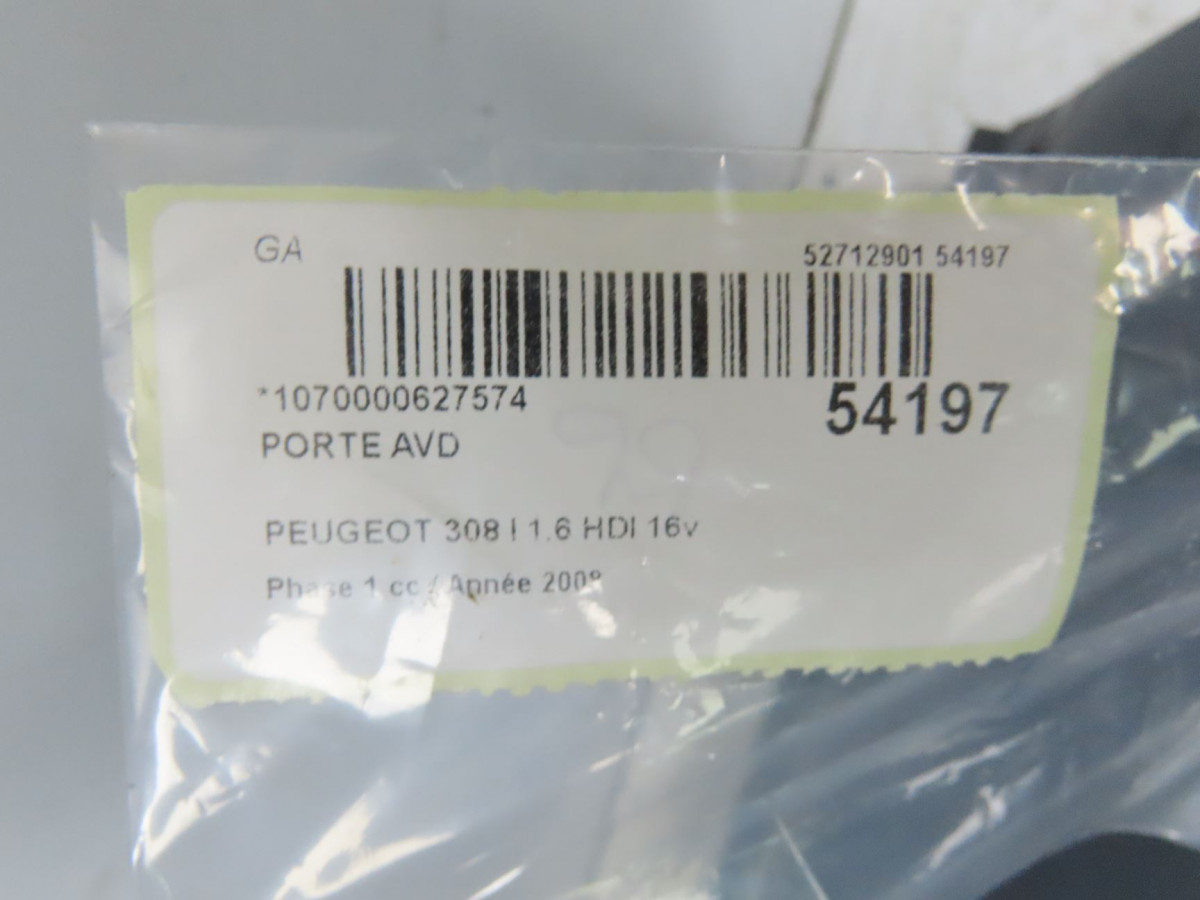 GA
52712901 54197
*1070000627574
54197
PORTE AVD
PEUGEOT 308 I 1.6 HDI 16v
Phase 1 cc / Année 2008